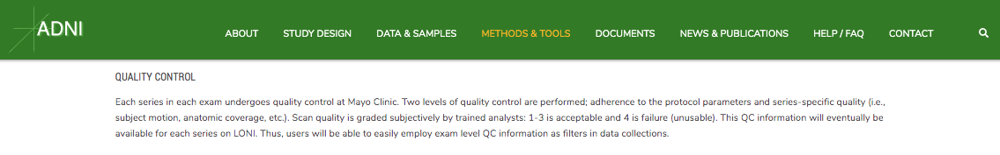 ADNI
ABOUT STUDY DESIGN DATA & SAMPLES METHODS & TOOLS DOCUMENTS NEWS & PUBLICATIONS HELP / FAQ CONTACT
QUALITY CONTROL
Each series in each exam undergoes quality control at Mayo Clinic. Two levels of quality control are performed; adherence to the protocol parameters and series-specific quality (i.e.,
subject motion, anatomic coverage, etc.). Scan quality is graded subjectively by trained analysts: 1-3 is acceptable and 4 is failure (unusable). This QC information will eventually be
available for each series on LONI. Thus, users will be able to easily employ exam level QC information as filters in data collections.